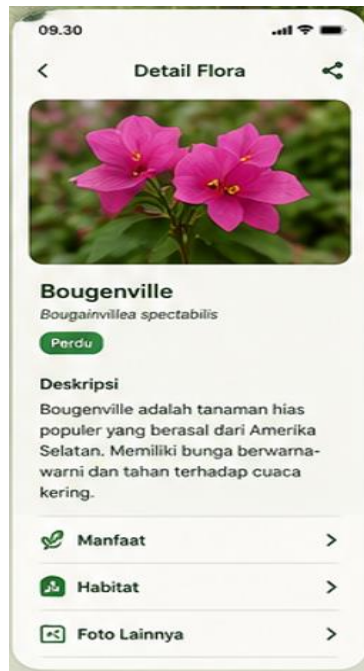 09.30
Detail Flora
Bougenville
Bougainvillea spectabilis
Perdu
Deskripsi
Bougenville adalah tanaman hias
populer yang berasal dari Amerika
Selatan. Memiliki bunga berwarna-
warni dan tahan terhadap cuaca
kering.
Manfaat
Habitat
Foto Lainnya